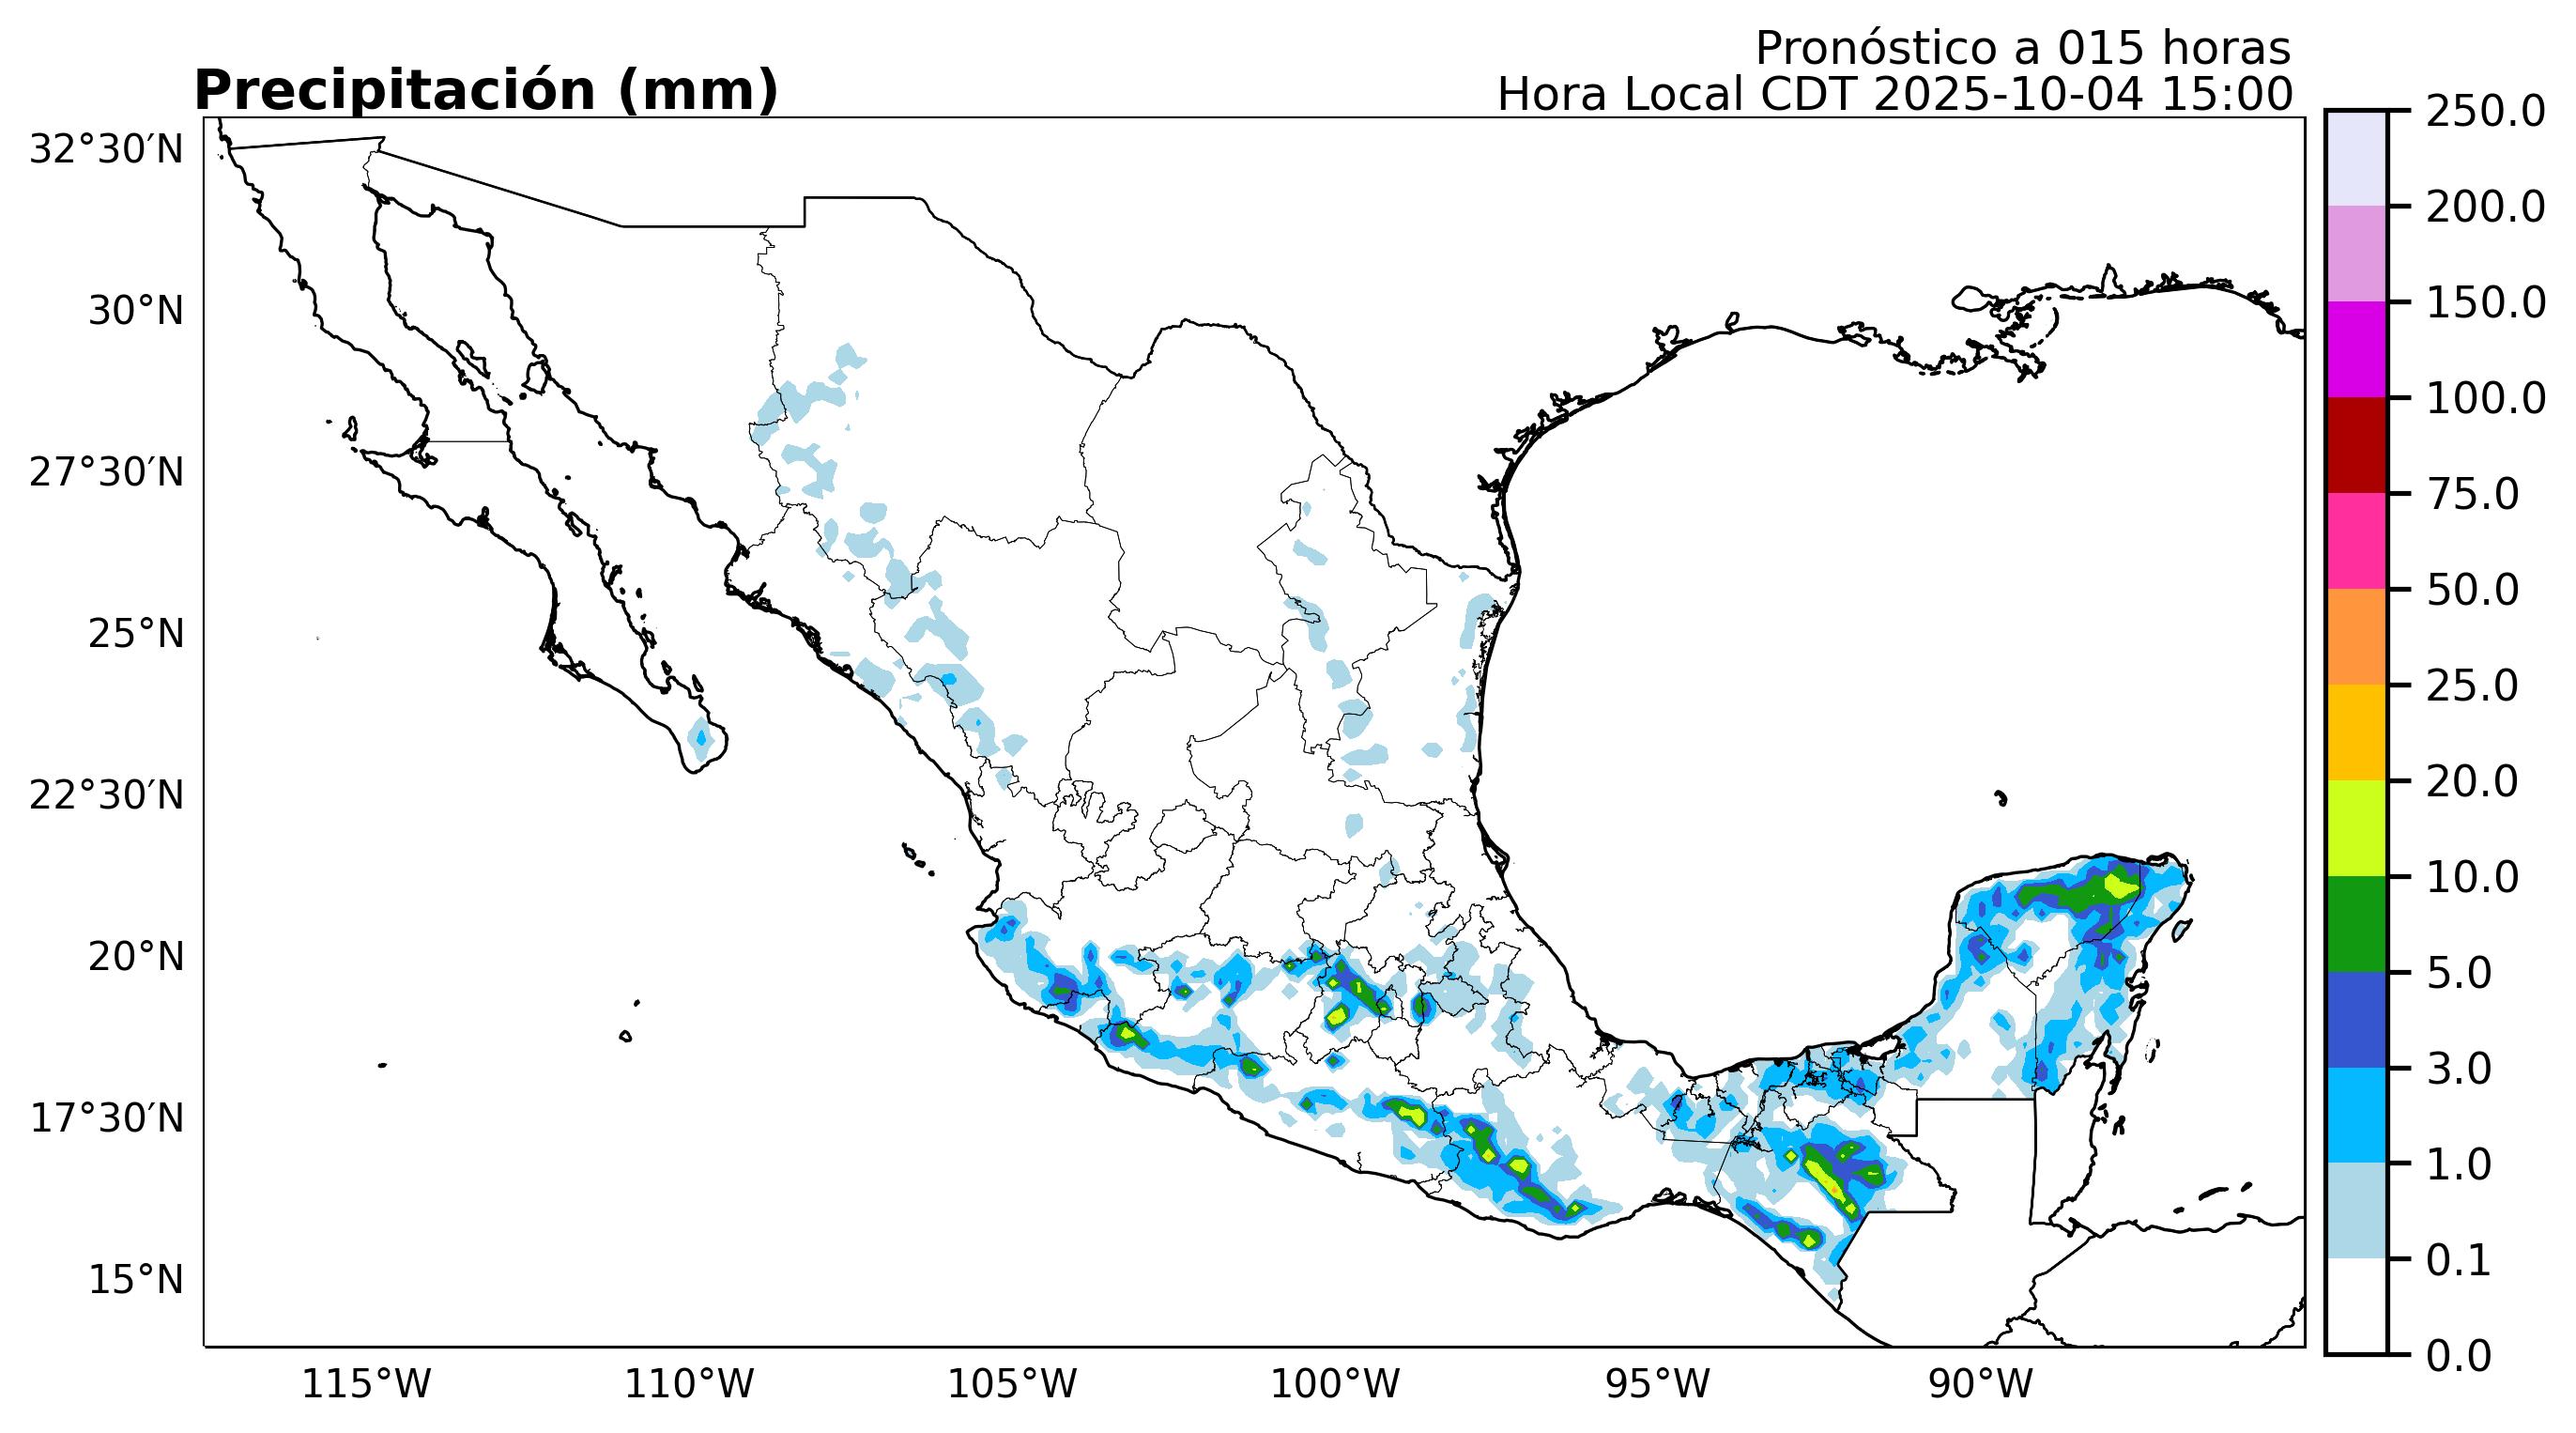 Pronóstico a 015 horas
Precipitación (mm)
Hora Local CDT 2025-10-04 15:00
32°30′N
30°N
27°30′N
25°N
22°30′N
20°N
17°30′N
15°N
115°W
110°W
105°W
100°W
95°W
90°W
250.0
200.0
150.0
100.0
75.0
50.0
25.0
20.0
10.0
5.0
3.0
1.0
0.1
0.0